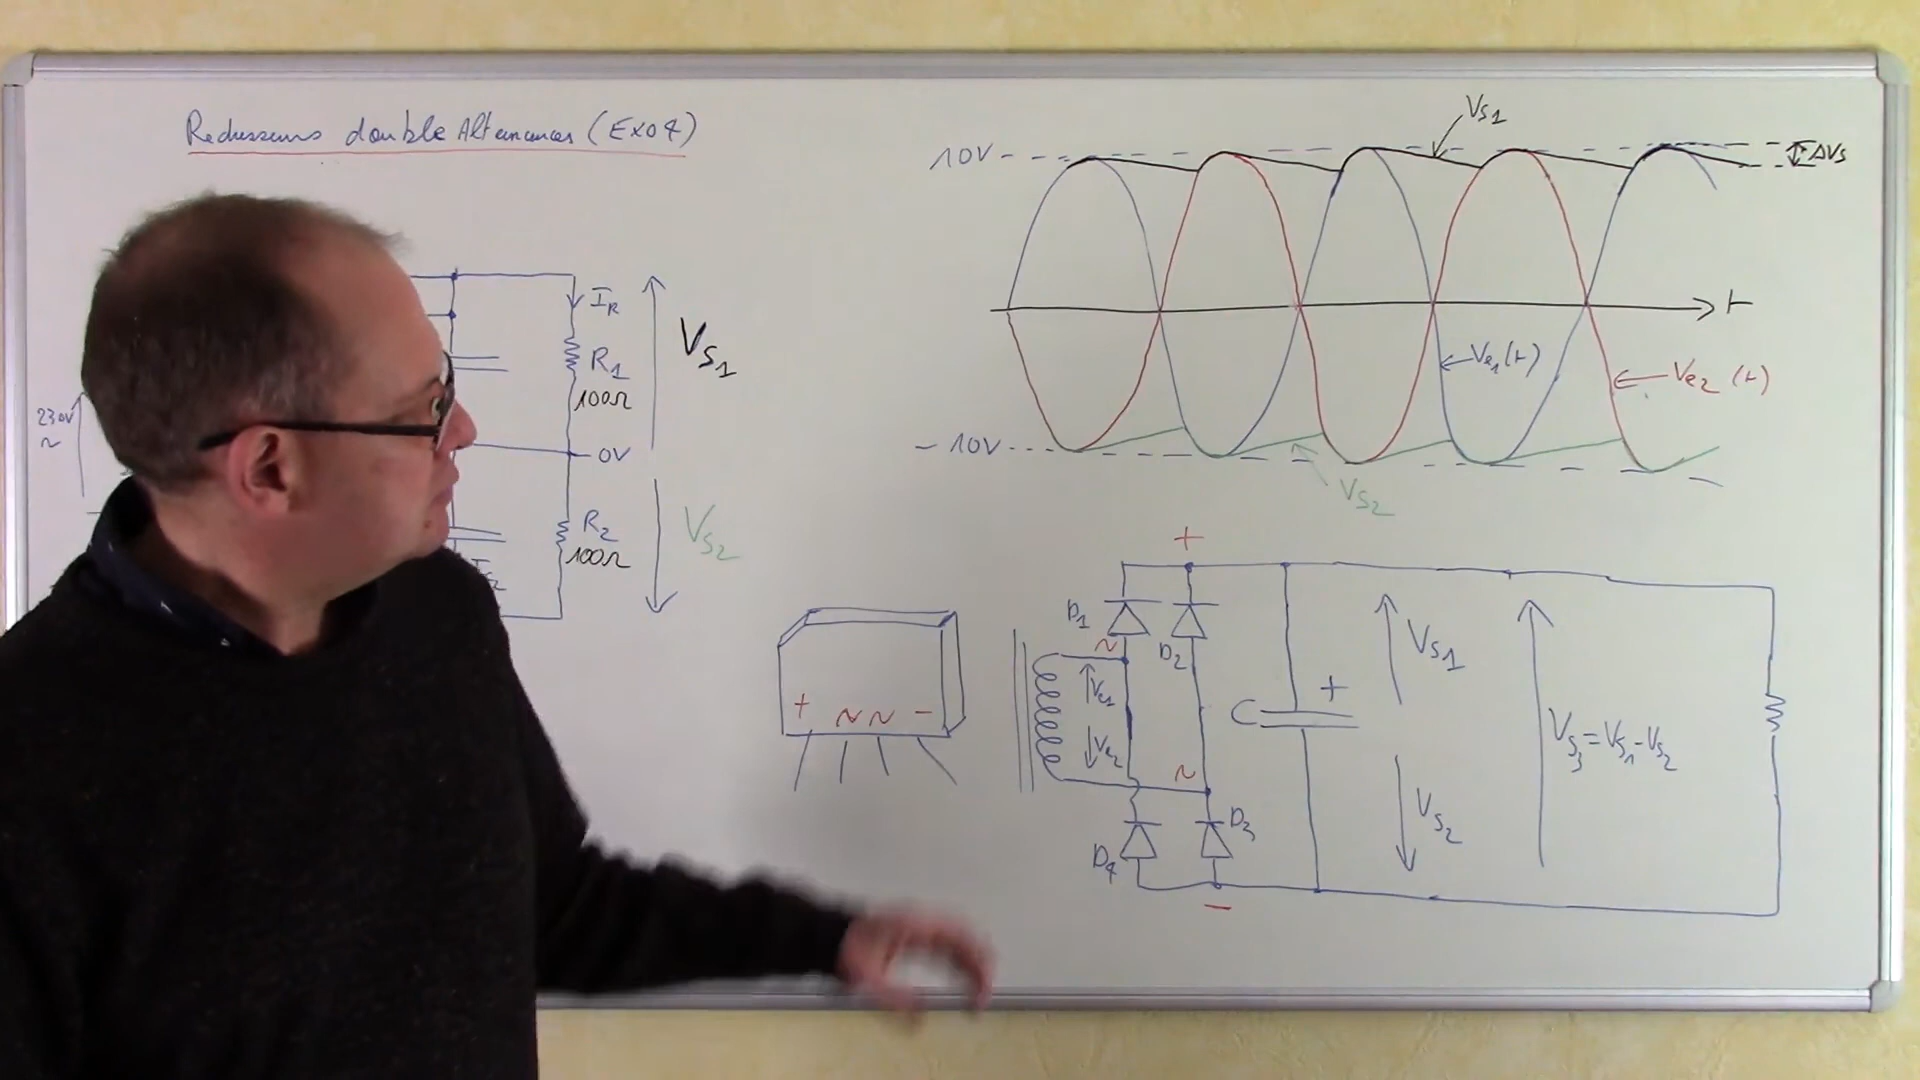 Redresseurs double Alternances (Exo 4)
230V
~
IR
R1
100Ω
VS1
0V
R2
100Ω
VS2
10V
VS1
ΔVS
t
Ve1(t)
Ve2(t)
-10V
VS2
+ ~ ~ -
+
D1
D2
~
Ve1
Ve2
~
D4
D3
-
C
+
VS1
VS2
VS3=VS1-VS2